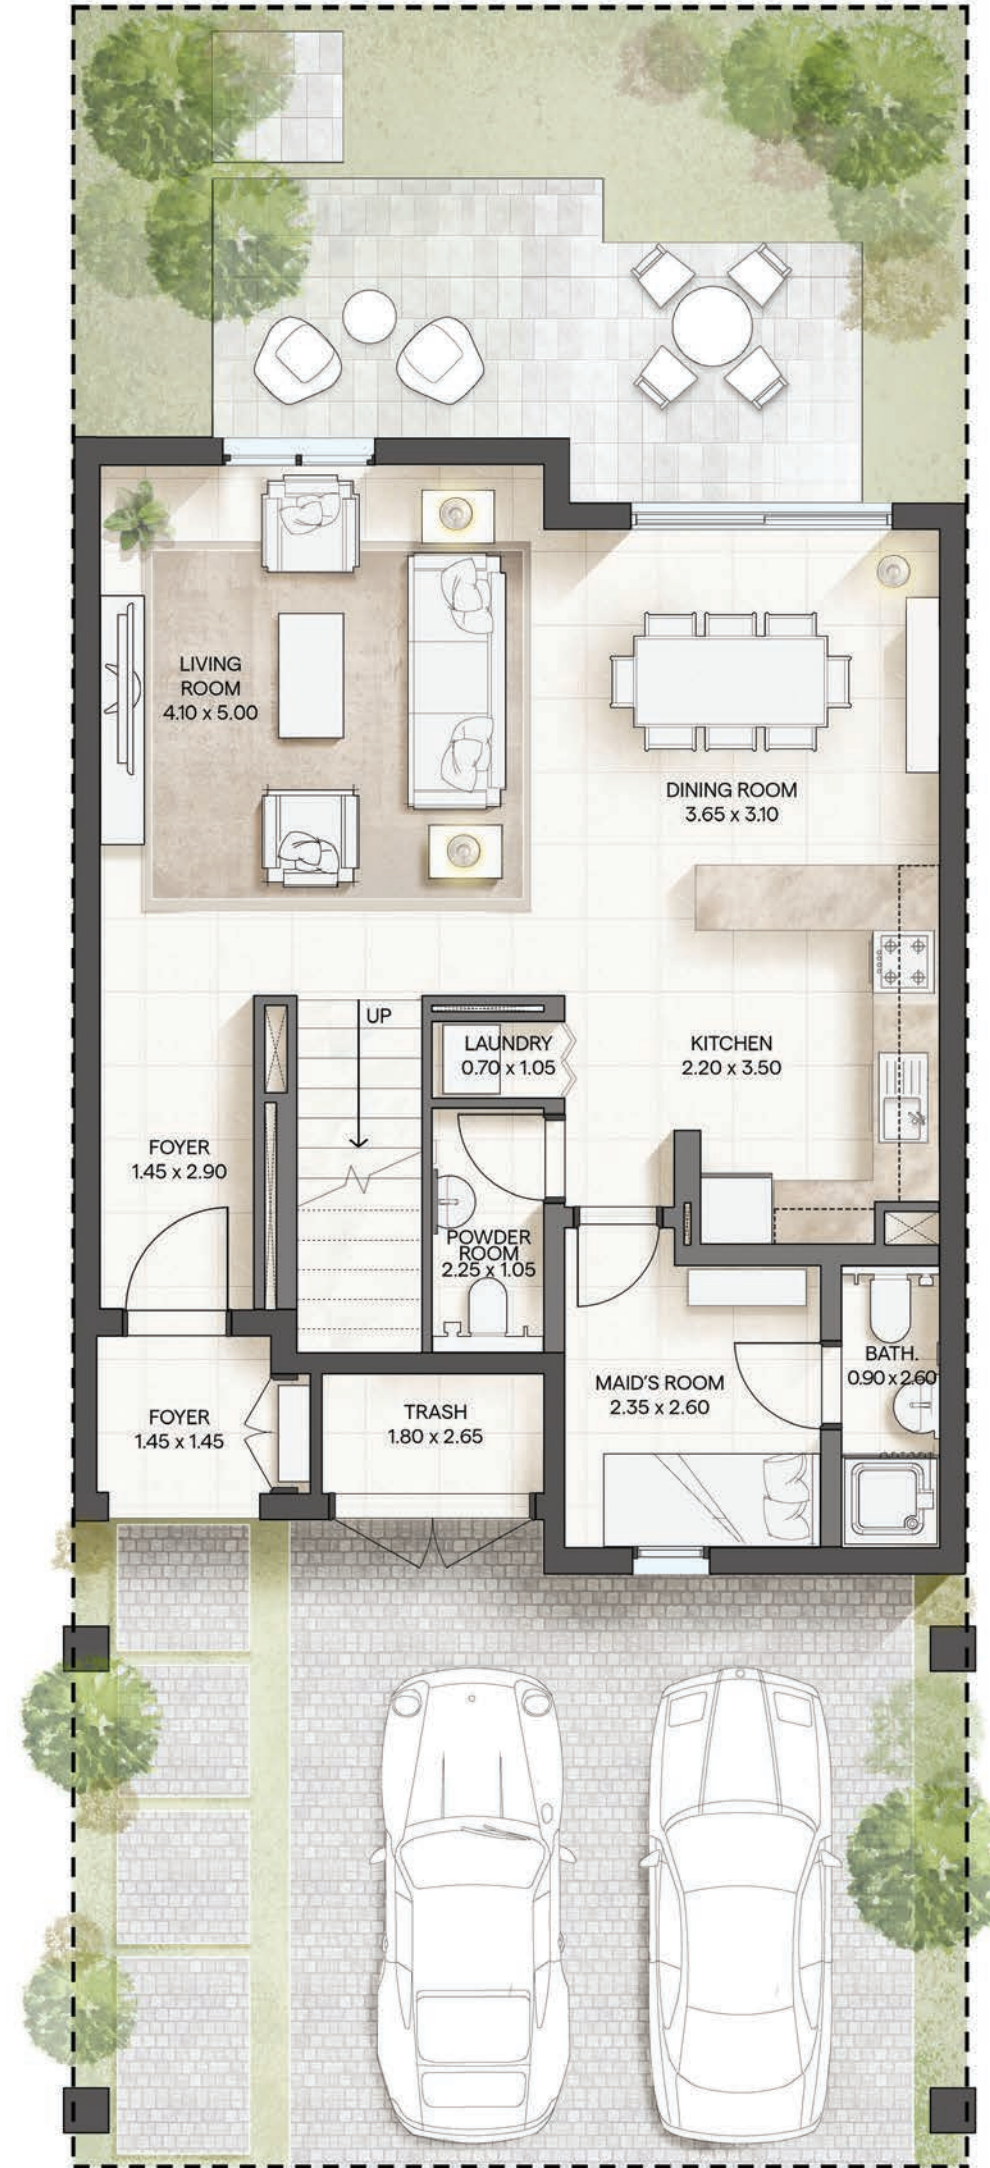 LIVING
ROOM
4.10 x 5.00
DINING ROOM
3.65 x 3.10
UP
LAUNDRY
0.70 x 1.05
KITCHEN
2.20 x 3.50
FOYER
1.45 x 2.90
POWDER
ROOM
2.25 x 1.05
BATH.
0.90 x 2.60
MAID'S ROOM
2.35 x 2.60
FOYER
1.45 x 1.45
TRASH
1.80 x 2.65